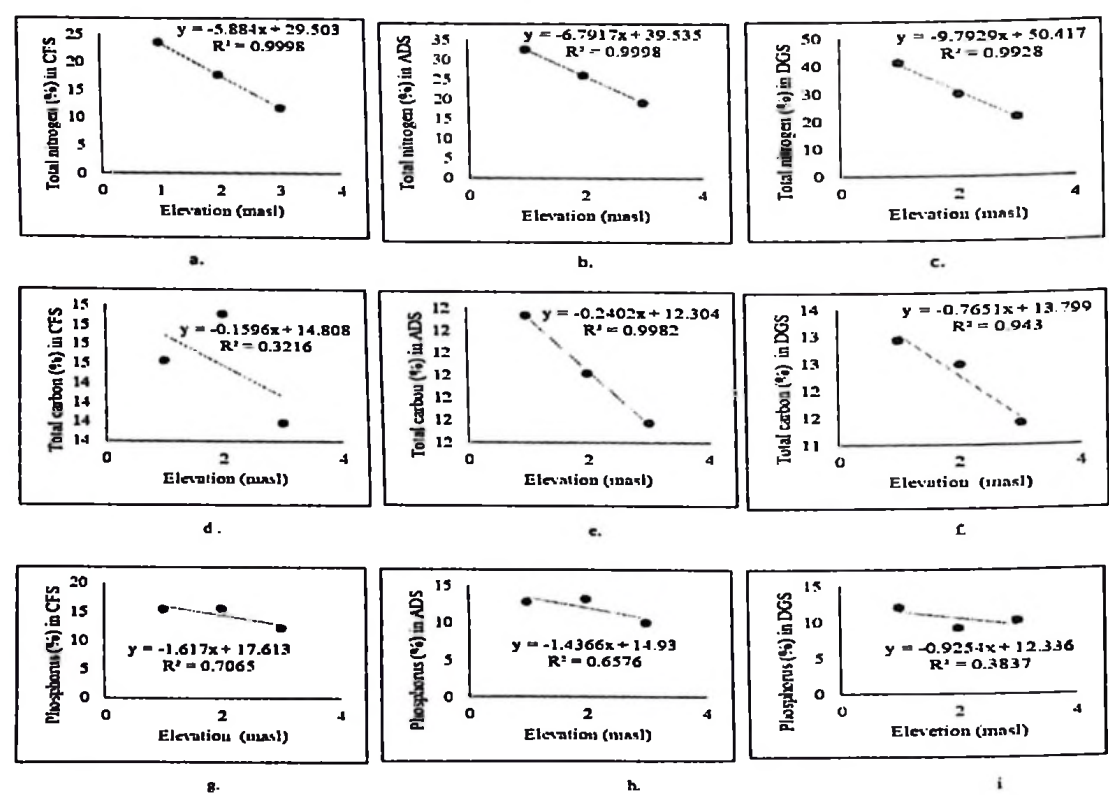 y = -5.884x + 29.503
R² = 0.9998
Total nitrogen (%) in CFS
25
20
15
10
5
0
0 1 2 3 4
Elevation (masl)
a.
y = -6.7917x + 39.535
R² = 0.9998
Total nitrogen (%) in ADS
35
30
25
20
15
10
5
0
0 2 4
Elevation (masl)
b.
y = -9.7929x + 50.417
R² = 0.9928
Total nitrogen (%) in DGS
50
40
30
20
10
0
0 2 4
Elevation (masl)
c.
y = -0.1596x + 14.808
R² = 0.3216
Total carbon (%) in CFS
15
15
15
15
14
14
14
14
0 2 4
Elevation (masl)
d.
y = -0.2402x + 12.304
R² = 0.9982
Total carbon (%) in ADS
12
12
12
12
12
12
12
0 2 4
Elevation (masl)
e.
y = -0.7651x + 13.799
R² = 0.943
Total carbon (%) in DGS
14
13
13
12
12
11
0 2 4
Elevation (masl)
f.
Phosphorus (%) in CFS
20
15
10
5
0
y = -1.617x + 17.613
R² = 0.7065
0 2 4
Elevation (masl)
g.
Phosphorus (%) in ADS
15
10
5
0
y = -1.4366x + 14.93
R² = 0.6576
0 2 4
Elevation (masl)
h.
Phosphorus (%) in DGS
15
10
5
0
y = -0.9254x + 12.336
R² = 0.3837
0 2 4
Elevetion (masl)
i